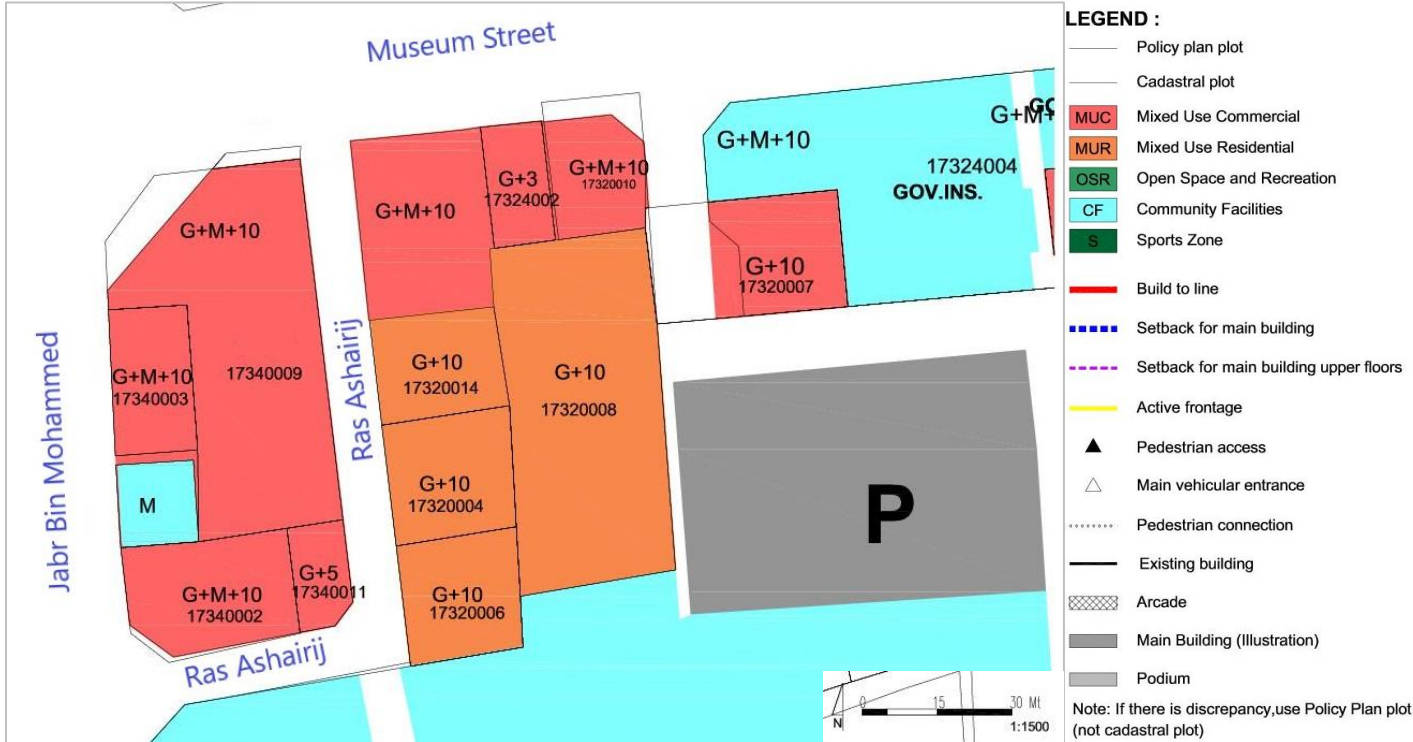 Museum Street
G+M+10
G+M+10
17340003
17340009
M
G+M+10
17340002
G+5
17340011
Jabr Bin Mohammed
Ras Ashairij
Ras Ashairij
G+M+10
G+3
17324002
G+M+10
17320010
G+10
17320014
G+10
17320008
G+10
17320004
G+10
17320006
G+M+10
17324004
GOV.INS.
G+10
17320007
P
N
0 15 30 Mt
1:1500
LEGEND :
Policy plan plot
Cadastral plot
MUC Mixed Use Commercial
MUR Mixed Use Residential
OSR Open Space and Recreation
CF Community Facilities
S Sports Zone
Build to line
Setback for main building
Setback for main building upper floors
Active frontage
Pedestrian access
Main vehicular entrance
Pedestrian connection
Existing building
Arcade
Main Building (Illustration)
Podium
Note: If there is discrepancy,use Policy Plan plot
(not cadastral plot)